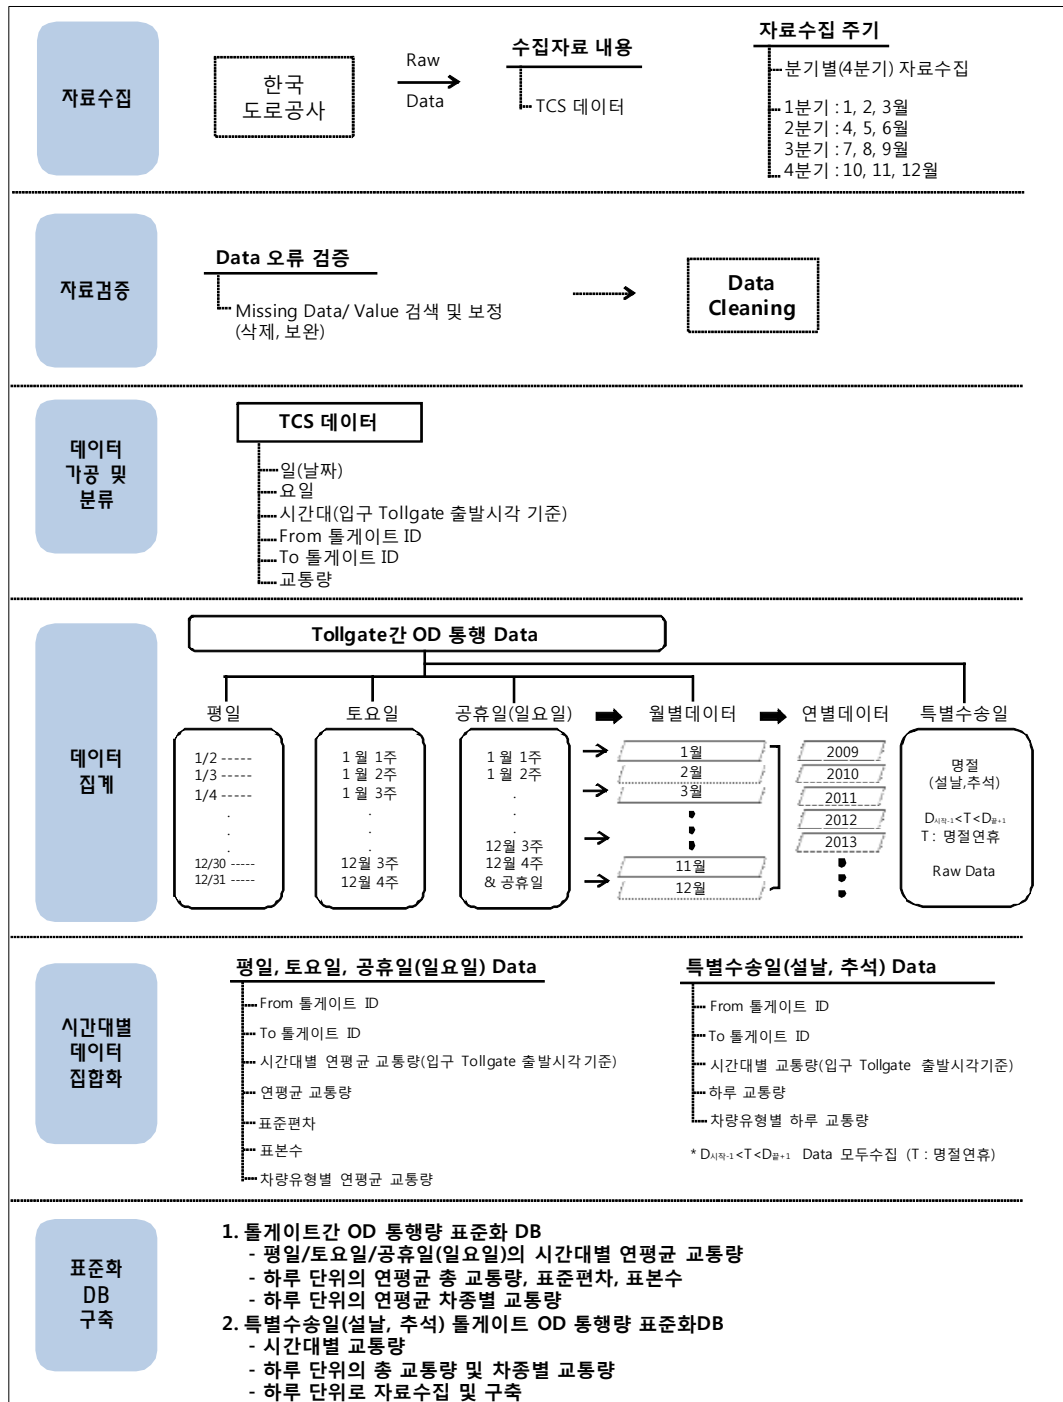 자료수집
한국
도로공사
Raw
Data
수집자료 내용
TCS 데이터
자료수집 주기
분기별(4분기) 자료수집
1분기 : 1, 2, 3월
2분기 : 4, 5, 6월
3분기 : 7, 8, 9월
4분기 : 10, 11, 12월
자료검증
Data 오류 검증
Missing Data/ Value 검색 및 보정
(삭제, 보완)
Data
Cleaning
데이터
가공 및
분류
TCS 데이터
일(날짜)
요일
시간대(입구 Tollgate 출발시각 기준)
From 톨게이트 ID
To 톨게이트 ID
교통량
데이터
집계
Tollgate간 OD 통행 Data
평일
1/2 -----
1/3 -----
1/4 -----
.
.
.
12/30 -----
12/31 -----
토요일
1 월 1주
1 월 2주
1 월 3주
.
.
.
12월 3주
12월 4주
공휴일(일요일)
1 월 1주
1 월 2주
.
.
.
12월 3주
12월 4주
& 공휴일
월별데이터
1월
2월
3월
11월
12월
연별데이터
2009
2010
2011
2012
2013
특별수송일
명절
(설날,추석)
D시작-1<T<D끝+1
T : 명절연휴
Raw Data
시간대별
데이터
집합화
평일, 토요일, 공휴일(일요일) Data
From 톨게이트 ID
To 톨게이트 ID
시간대별 연평균 교통량(입구 Tollgate 출발시각기준)
연평균 교통량
표준편차
표본수
차량유형별 연평균 교통량
특별수송일(설날, 추석) Data
From 톨게이트 ID
To 톨게이트 ID
시간대별 교통량(입구 Tollgate 출발시각기준)
하루 교통량
차량유형별 하루 교통량
* D시작-1<T<D끝+1 Data 모두수집 (T : 명절연휴)
표준화
DB
구축
1. 톨게이트간 OD 통행량 표준화 DB
- 평일/토요일/공휴일(일요일)의 시간대별 연평균 교통량
- 하루 단위의 연평균 총 교통량, 표준편차, 표본수
- 하루 단위의 연평균 차종별 교통량
2. 특별수송일(설날, 추석) 톨게이트 OD 통행량 표준화DB
- 시간대별 교통량
- 하루 단위의 총 교통량 및 차종별 교통량
- 하루 단위로 자료수집 및 구축